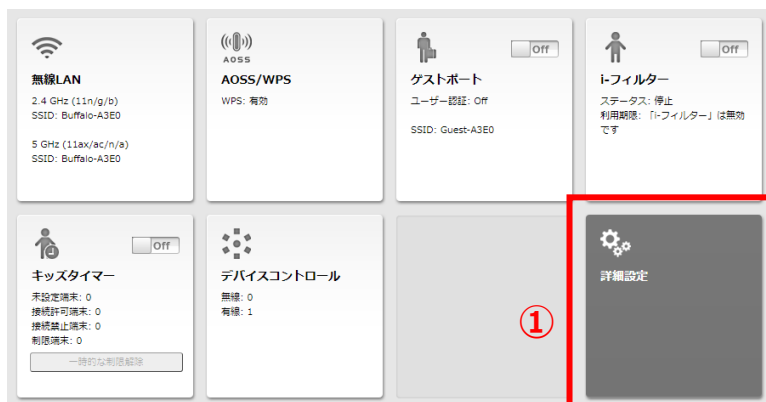 AOSS
Off
Off
無線LAN
AOSS/WPS
ゲストポート
i-フィルター
2.4 GHz (11n/g/b)
SSID: Buffalo-A3E0
5 GHz (11ax/ac/n/a)
SSID: Buffalo-A3E0
WPS: 有効
ユーザー認証: Off
SSID: Guest-A3E0
ステータス: 停止
利用期限: 「i-フィルター」は無効
です
Off
キッズタイマー
未設定端末: 0
接続許可端末: 0
接続禁止端末: 0
制限端末: 0
一時的な制限解除
デバイスコントロール
無線: 0
有線: 1
①
詳細設定